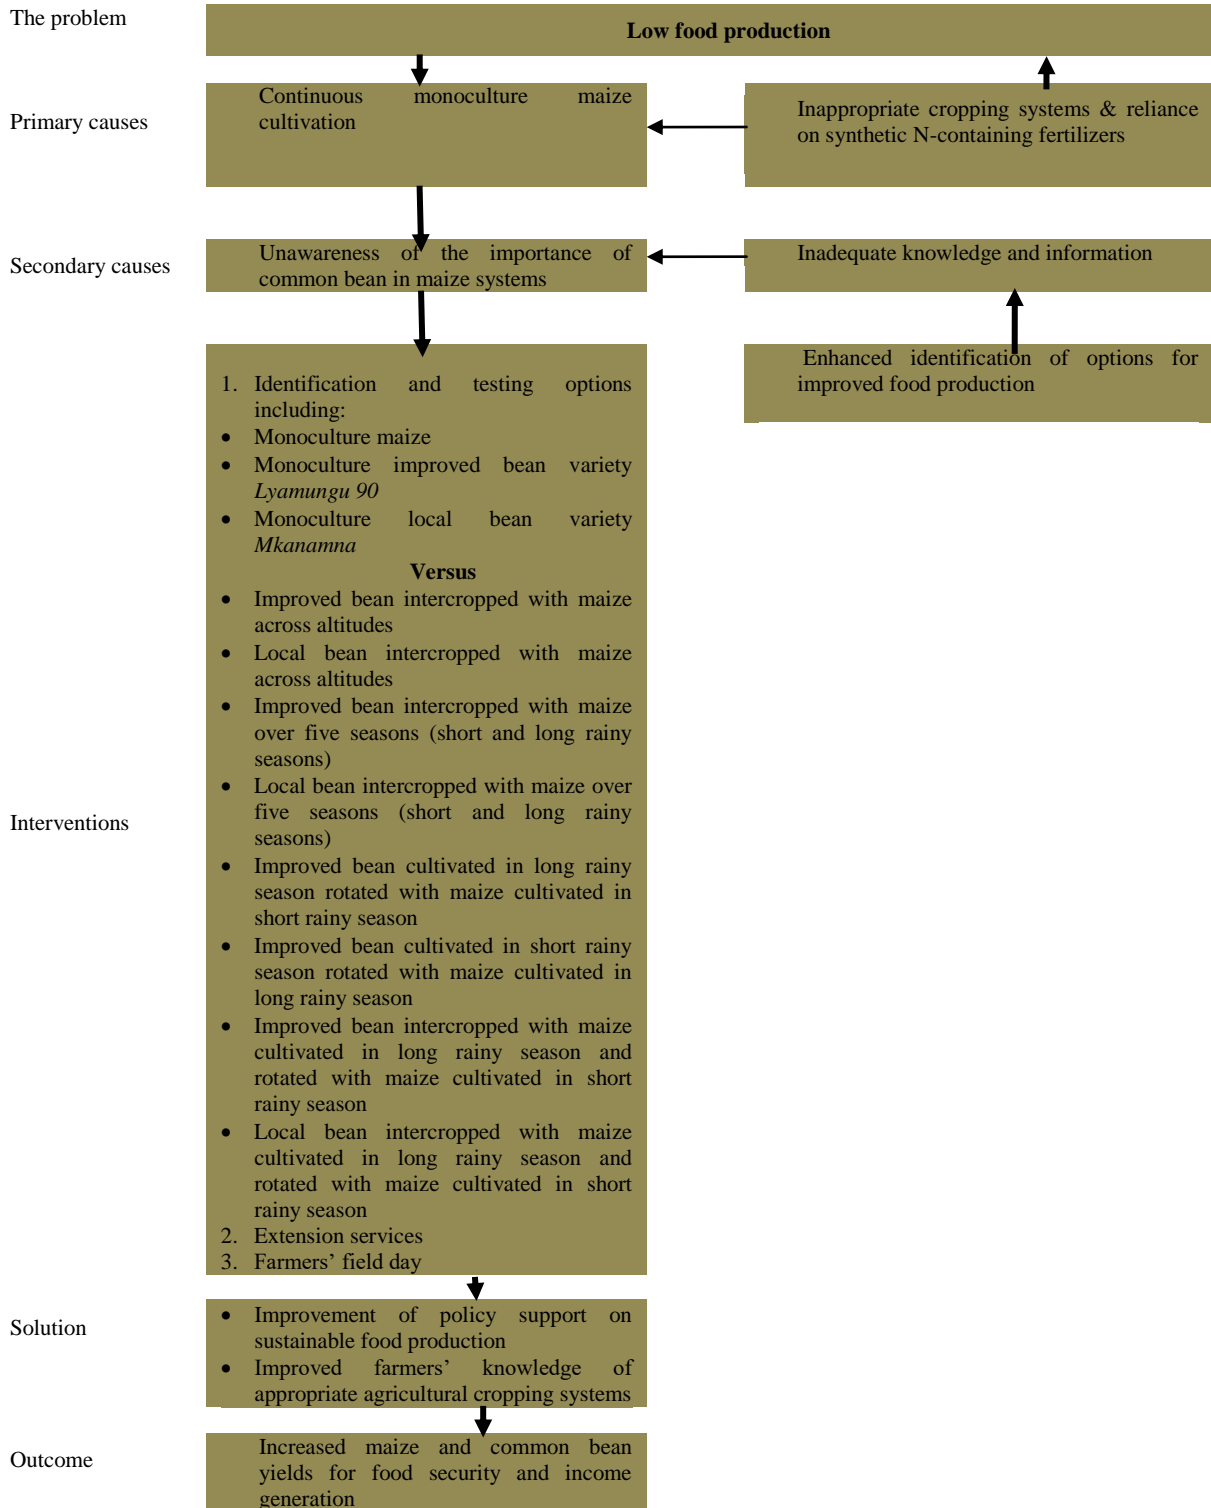 The problem
Low food production
Primary causes
Continuous monoculture maize
cultivation
Inappropriate cropping systems & reliance
on synthetic N-containing fertilizers
Secondary causes
Unawareness of the importance of
common bean in maize systems
Inadequate knowledge and information
Enhanced identification of options for
improved food production
Interventions
1. Identification and testing options
including:
• Monoculture maize
• Monoculture improved bean variety
Lyamungu 90
• Monoculture local bean variety
Mkanamna
Versus
• Improved bean intercropped with maize
across altitudes
• Local bean intercropped with maize
across altitudes
• Improved bean intercropped with maize
over five seasons (short and long rainy
seasons)
• Local bean intercropped with maize over
five seasons (short and long rainy
seasons)
• Improved bean cultivated in long rainy
season rotated with maize cultivated in
short rainy season
• Improved bean cultivated in short rainy
season rotated with maize cultivated in
long rainy season
• Improved bean intercropped with maize
cultivated in long rainy season and
rotated with maize cultivated in short
rainy season
• Local bean intercropped with maize
cultivated in long rainy season and
rotated with maize cultivated in short
rainy season
2. Extension services
3. Farmers’ field day
Solution
• Improvement of policy support on
sustainable food production
• Improved farmers’ knowledge of
appropriate agricultural cropping systems
Outcome
Increased maize and common bean
yields for food security and income
generation